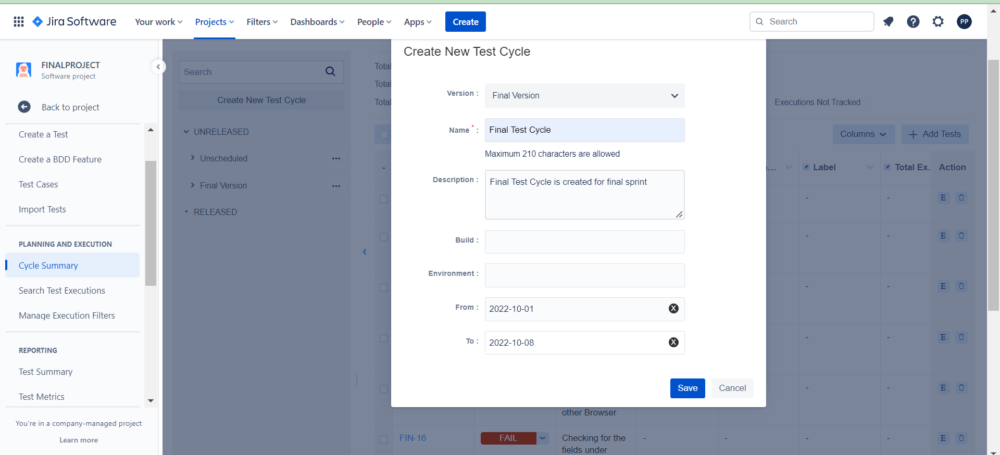 Jira Software
Your work
Projects
Filters
Dashboards
People
Apps
Create
Search
PP
FINALPROJECT
Software project
Back to project
Create a Test
Create a BDD Feature
Test Cases
Import Tests
PLANNING AND EXECUTION
Cycle Summary
Search Test Executions
Manage Execution Filters
REPORTING
Test Summary
Test Metrics
You're in a company-managed project
Learn more
Search
Create New Test Cycle
UNRELEASED
Unscheduled
Final Version
RELEASED
Total
Total
Total
Executions Not Tracked :
Columns
+ Add Tests
Label
Total Ex.
Action
- - E
- - E
- - E
- - E
- - E
other Browser
FIN-16 FAIL Checking for the - - - - E
fields under
Create New Test Cycle
Version : Final Version
Name * : Final Test Cycle
Maximum 210 characters are allowed
Description : Final Test Cycle is created for final sprint
Build :
Environment :
From : 2022-10-01 X
To : 2022-10-08 X
Save
Cancel